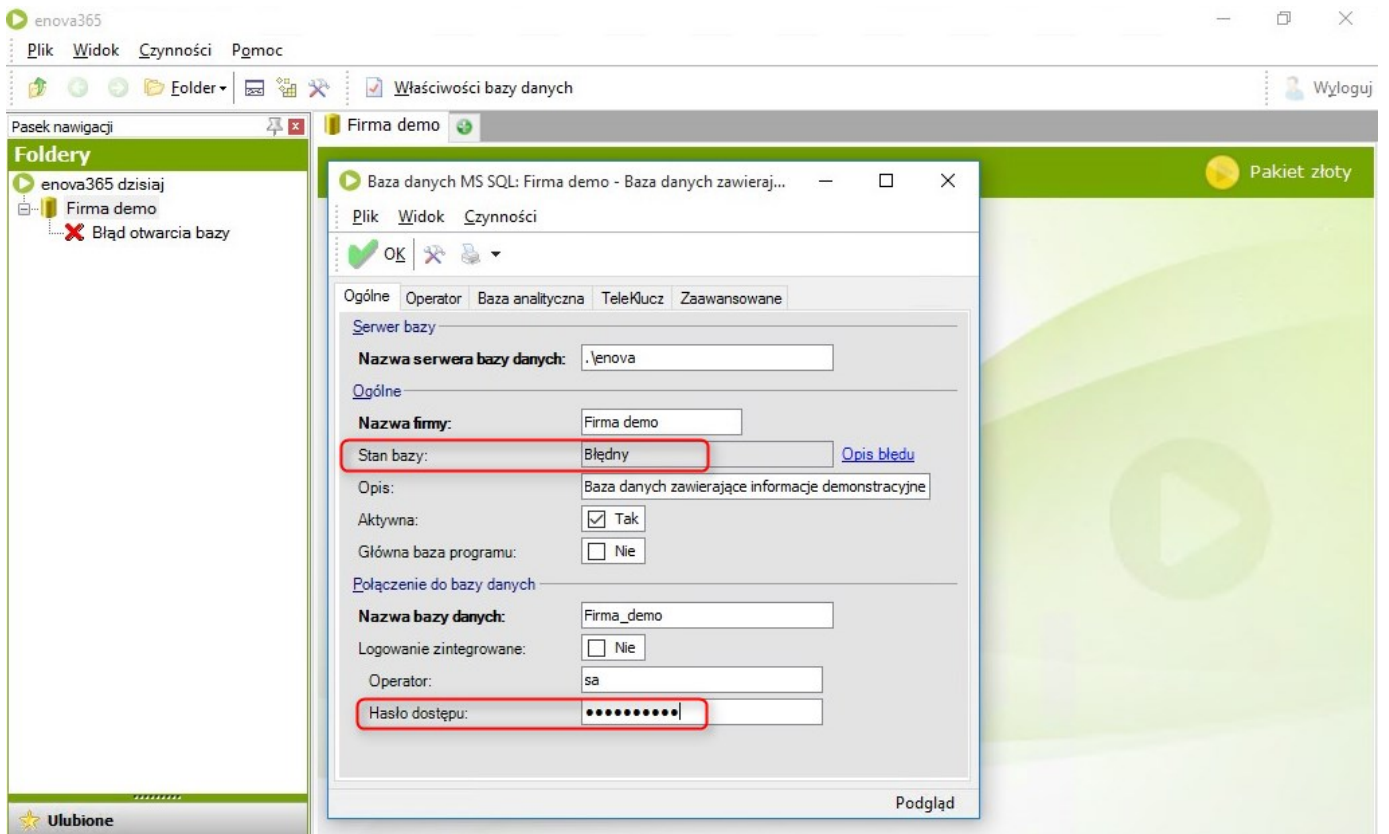 enova365
Plik Widok Czynności Pomoc
Folder Właściwości bazy danych Wyloguj
Pasek nawigacji
Firma demo
Foldery
enova365 dzisiaj
Firma demo
Błąd otwarcia bazy
Pakiet złoty
Baza danych MS SQL: Firma demo - Baza danych zawieraj...
Plik Widok Czynności
OK
Ogólne Operator Baza analityczna TeleKlucz Zaawansowane
Serwer bazy
Nazwa serwera bazy danych: .\enova
Ogólne
Nazwa firmy: Firma demo
Stan bazy: Błędny Opis błedu
Opis: Baza danych zawierające informacje demonstracyjne
Aktywna: Tak
Główna baza programu: Nie
Połączenie do bazy danych
Nazwa bazy danych: Firma_demo
Logowanie zintegrowane: Nie
Operator: sa
Hasło dostępu: ••••••••••
Podgląd
Ulubione